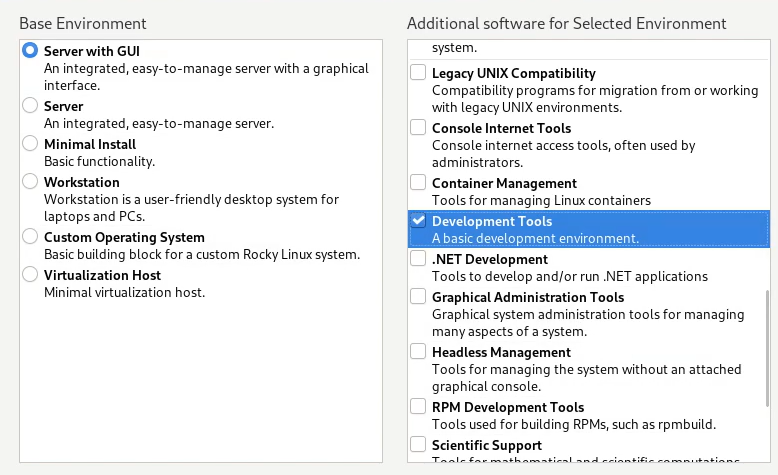 Base Environment
Server with GUI
An integrated, easy-to-manage server with a graphical
interface.
Server
An integrated, easy-to-manage server.
Minimal Install
Basic functionality.
Workstation
Workstation is a user-friendly desktop system for
laptops and PCs.
Custom Operating System
Basic building block for a custom Rocky Linux system.
Virtualization Host
Minimal virtualization host.
Additional software for Selected Environment
system.
Legacy UNIX Compatibility
Compatibility programs for migration from or working
with legacy UNIX environments.
Console Internet Tools
Console internet access tools, often used by
administrators.
Container Management
Tools for managing Linux containers
Development Tools
A basic development environment.
.NET Development
Tools to develop and/or run .NET applications
Graphical Administration Tools
Graphical system administration tools for managing
many aspects of a system.
Headless Management
Tools for managing the system without an attached
graphical console.
RPM Development Tools
Tools used for building RPMs, such as rpmbuild.
Scientific Support
Tools for mathematical and scientific computations